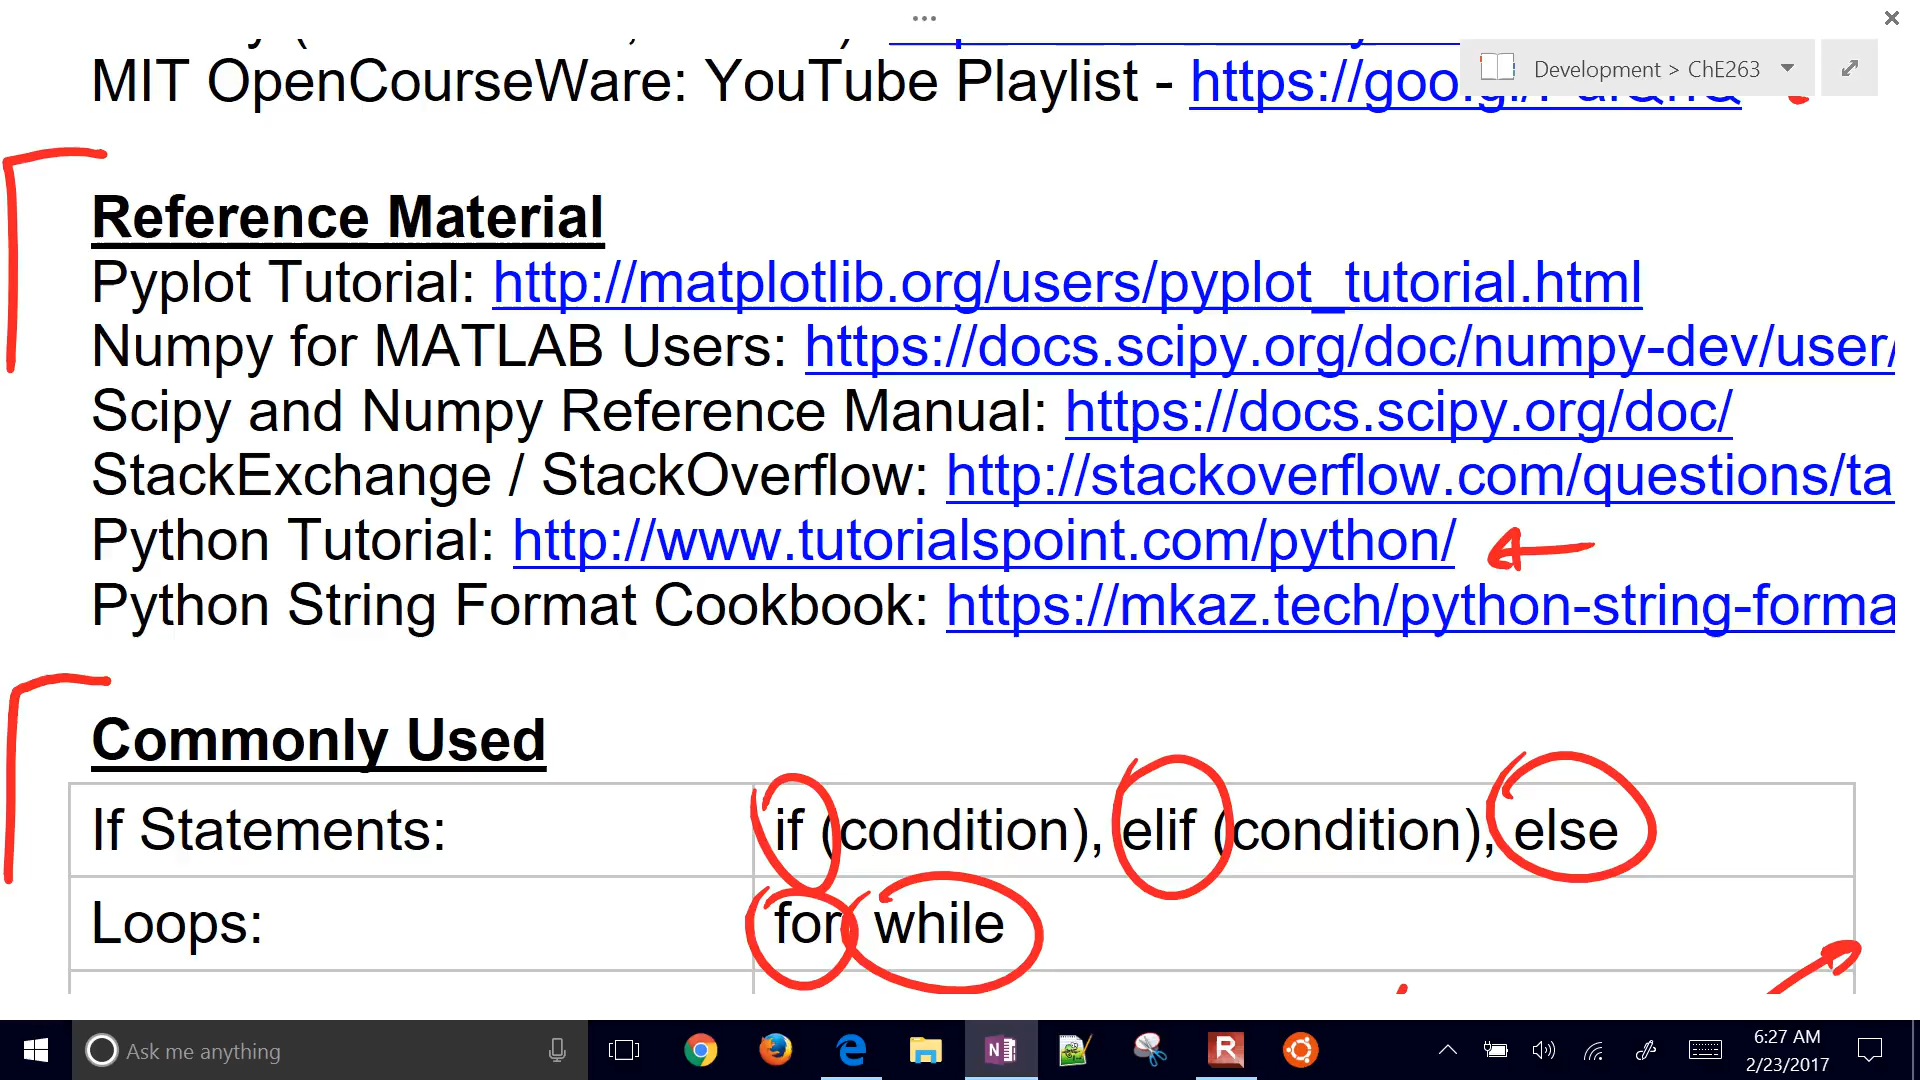 MIT OpenCourseWare: YouTube Playlist - https://goo.gl/
Development > ChE263
Reference Material
Pyplot Tutorial: http://matplotlib.org/users/pyplot_tutorial.html
Numpy for MATLAB Users: https://docs.scipy.org/doc/numpy-dev/user/
Scipy and Numpy Reference Manual: https://docs.scipy.org/doc/
StackExchange / StackOverflow: http://stackoverflow.com/questions/ta
Python Tutorial: http://www.tutorialspoint.com/python/
Python String Format Cookbook: https://mkaz.tech/python-string-forma
Commonly Used
If Statements: if (condition), elif (condition), else
Loops: for while
Ask me anything
6:27 AM
2/23/2017